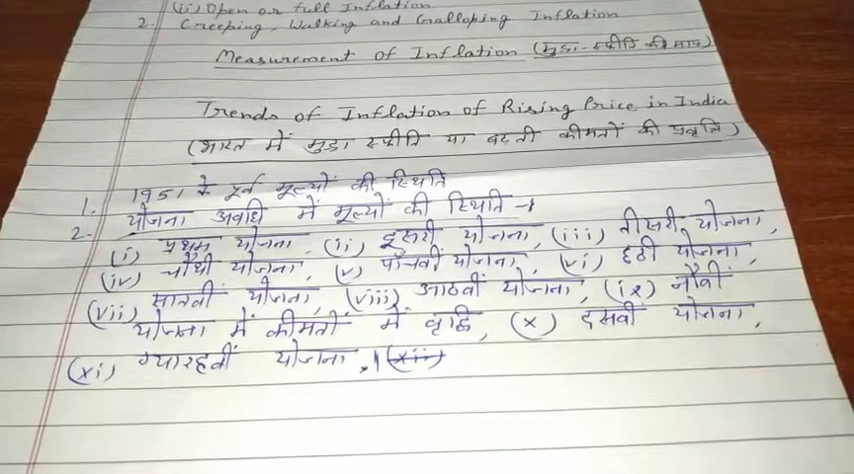 (ii) Open or full Inflation
2. Creeping, Walking and Gralloping Inflation
Measurement of Inflation (मुद्रा-स्फीति की माप)
Trends of Inflation of Rising Price in India
(भारत में मुद्रा स्फीति या बढ़ती कीमतों की प्रवृत्ति)
1. 1951 के पूर्व मूल्यों की स्थिति
2. योजना अवधि में मूल्यों की स्थिति →
(i) प्रथम योजना, (ii) दूसरी योजना, (iii) तीसरी योजना,
(iv) चौथी योजना, (v) पाँचवीं योजना, (vi) छठी योजना,
(vii) सातवीं योजना, (viii) आठवीं योजना, (ix) नौवीं
योजना में कीमतों में वृद्धि, (x) दसवीं योजना,
(xi) ग्यारहवीं योजना, (xii)